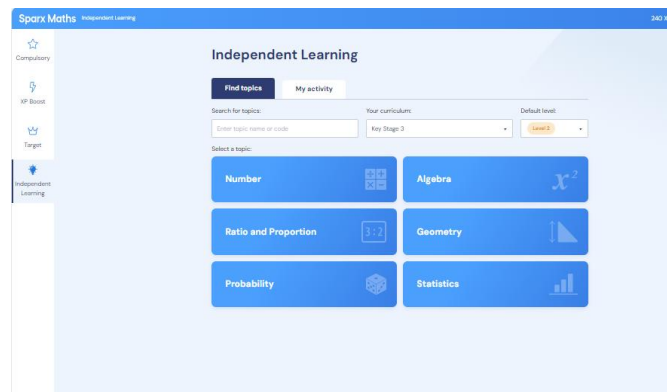 Sparx Maths Independent Learning
340 X
Compulsory
XP Boost
Target
Independent
Learning
Independent Learning
Find topics
My activity
Search for topics:
Your curriculum:
Default level:
Enter topic name or code
Key Stage 3
Level 2
Select a topic:
Number
Algebra
x²
Ratio and Proportion
3:2
Geometry
Probability
Statistics